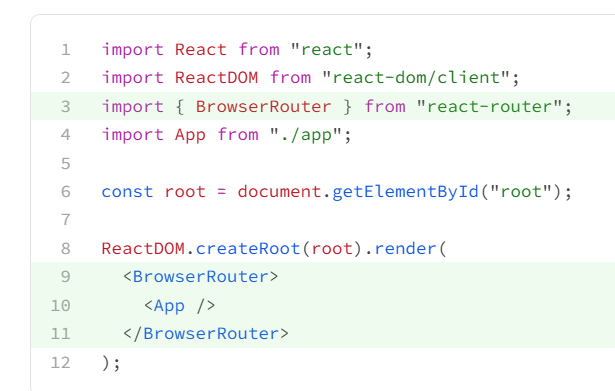 1 import React from "react";
2 import ReactDOM from "react-dom/client";
3 import { BrowserRouter } from "react-router";
4 import App from "./app";
5
6 const root = document.getElementById("root");
7
8 ReactDOM.createRoot(root).render(
9   <BrowserRouter>
10     <App />
11   </BrowserRouter>
12 );